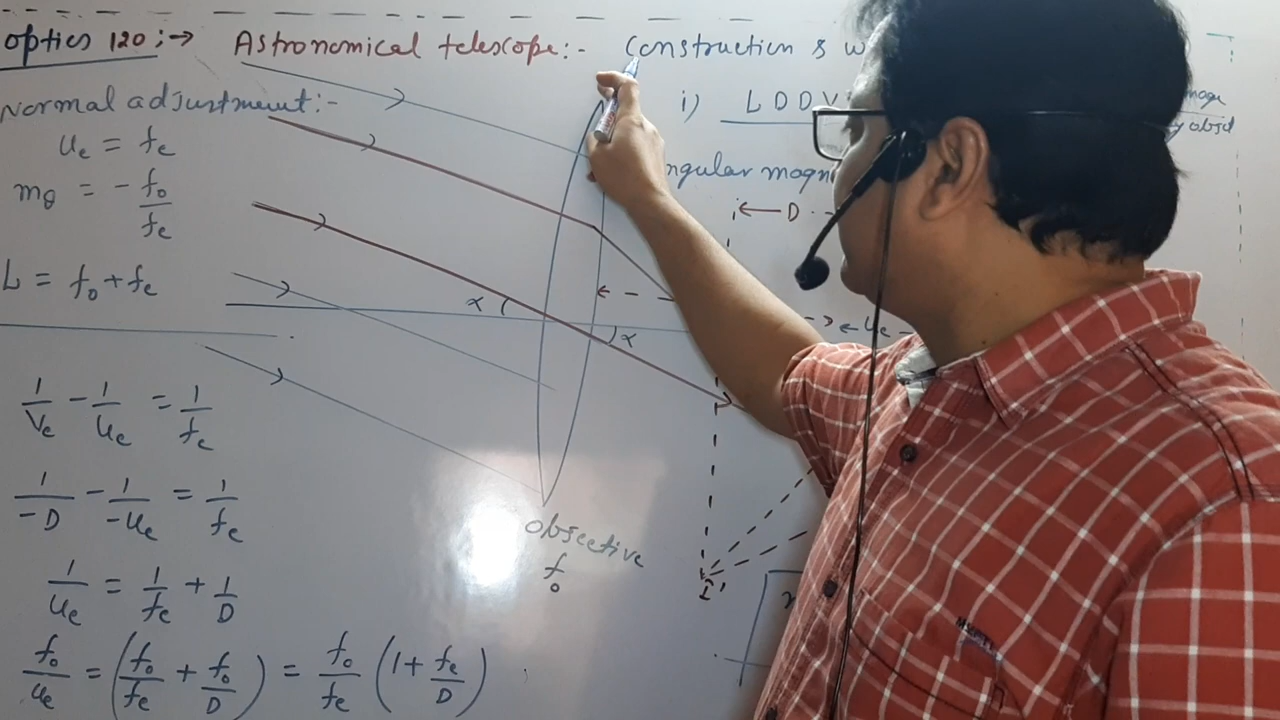 optics 120 :→ Astronomical telescope:- Construction &
Normal adjustment:-
i) L D D V
ue = fe
ngular magn
mθ = - fo/fe
← D
L = fo + fe
α
α
← ue -
1/Ve - 1/ue = 1/fe
1/-D - 1/-ue = 1/fe
objective
fo
1/ue = 1/fe + 1/D
I'
fo/ue = (fo/fe + fo/D) = fo/fe (1 + fe/D)